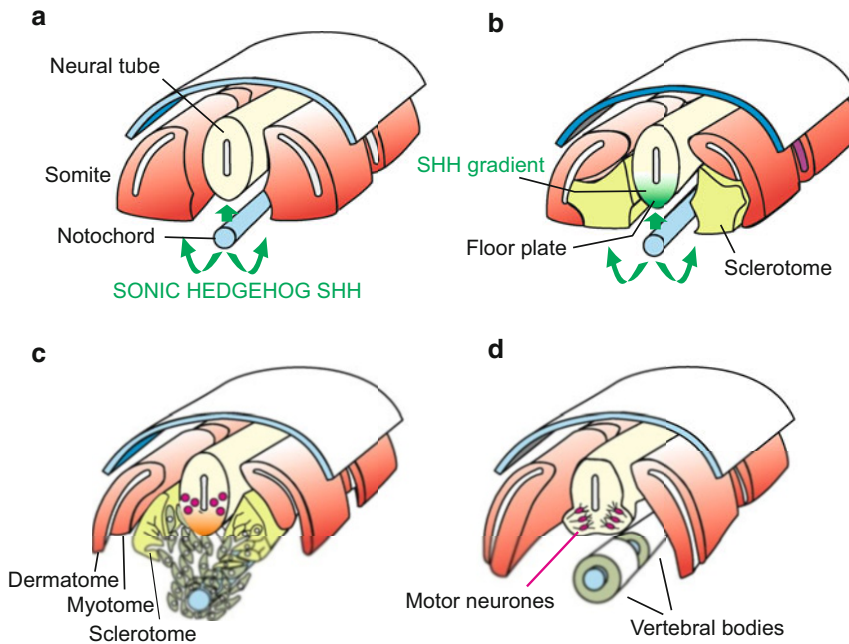 a
Neural tube
Somite
Notochord
SONIC HEDGEHOG SHH
b
SHH gradient
Floor plate
Sclerotome
c
Dermatome
Myotome
Sclerotome
d
Motor neurones
Vertebral bodies